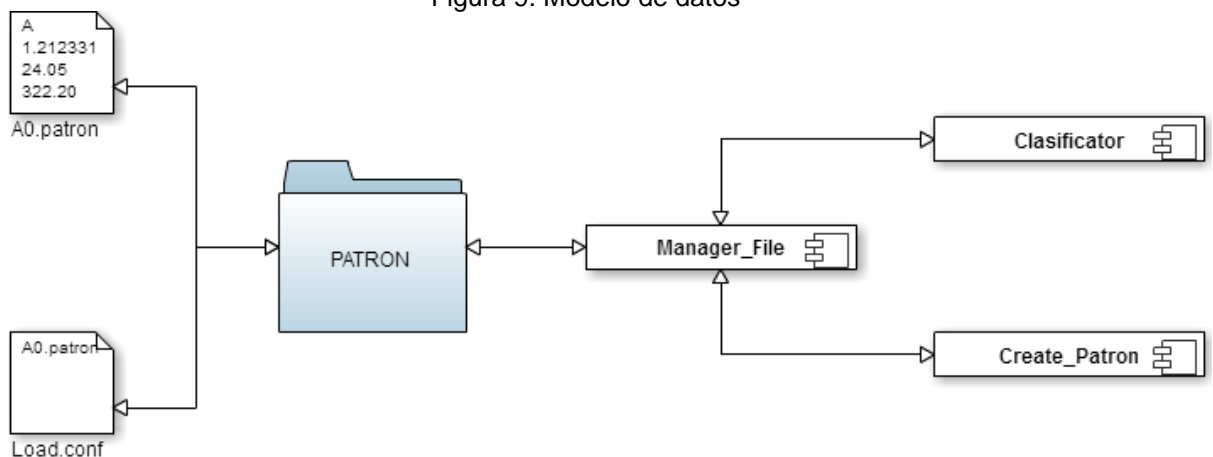 Figura 9. Modelo de datos
A
1.212331
24.05
322.20
A0.patron
Clasificator
PATRON
Manager_File
A0.patron
Create_Patron
Load.conf